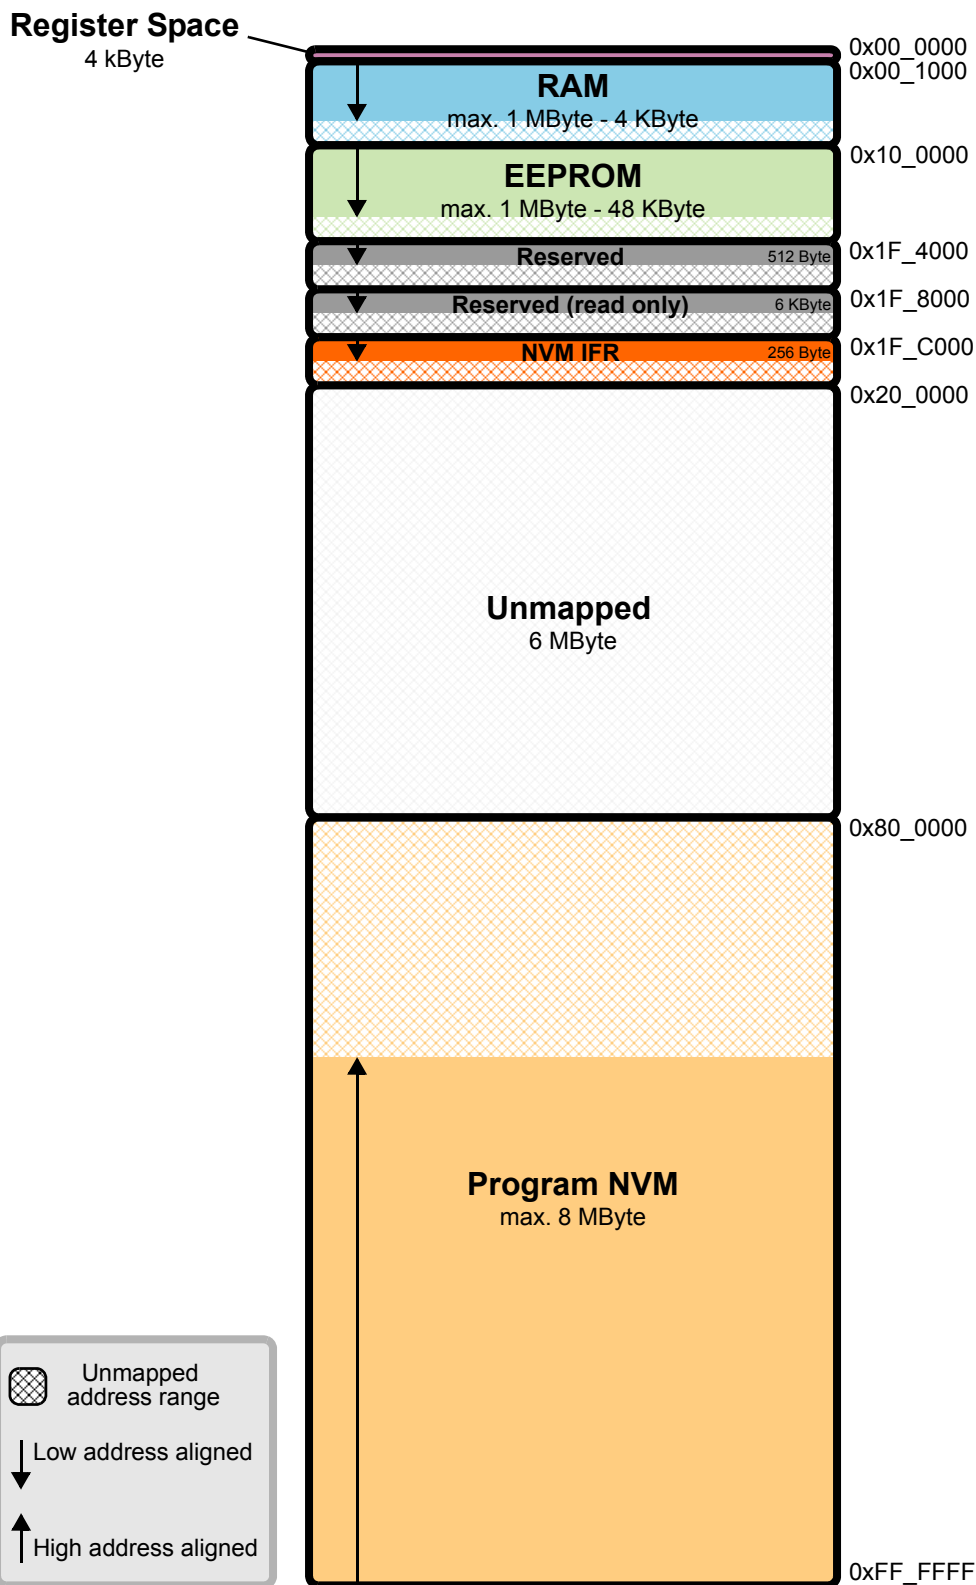 Register Space
4 kByte
0x00_0000
0x00_1000
RAM
max. 1 MByte - 4 KByte
0x10_0000
EEPROM
max. 1 MByte - 48 KByte
0x1F_4000
Reserved
512 Byte
0x1F_8000
Reserved (read only)
6 KByte
0x1F_C000
NVM IFR
256 Byte
0x20_0000
Unmapped
6 MByte
0x80_0000
Program NVM
max. 8 MByte
0xFF_FFFF
Unmapped
address range
Low address aligned
High address aligned